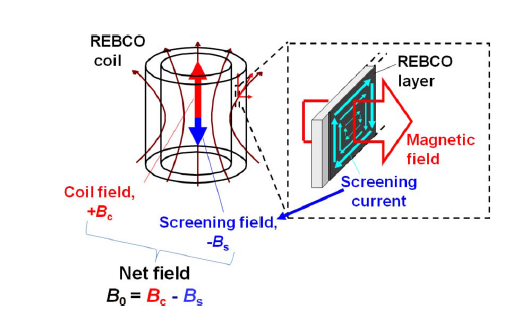 REBCO
coil
REBCO
layer
Magnetic
field
Screening
current
Coil field,
+Bc
Screening field,
-Bs
Net field
B0 = Bc - Bs